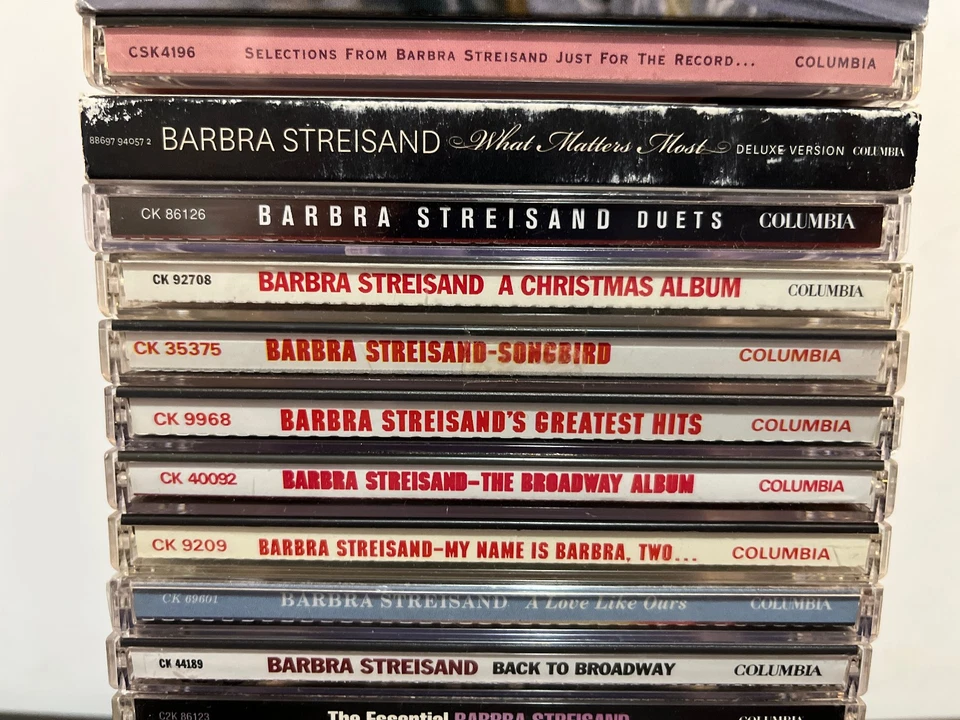 CSK4196 SELECTIONS FROM BARBRA STREISAND JUST FOR THE RECORD... COLUMBIA
88697 94057 2 BARBRA STREISAND What Matters Most DELUXE VERSION COLUMBIA
CK 86126 BARBRA STREISAND DUETS COLUMBIA
CK 92708 BARBRA STREISAND A CHRISTMAS ALBUM COLUMBIA
CK 35375 BARBRA STREISAND-SONGBIRD COLUMBIA
CK 9968 BARBRA STREISAND'S GREATEST HITS COLUMBIA
CK 40092 BARBRA STREISAND-THE BROADWAY ALBUM COLUMBIA
CK 9209 BARBRA STREISAND-MY NAME IS BARBRA, TWO... COLUMBIA
CK 69601 BARBRA STREISAND A Love Like Ours COLUMBIA
CK 44189 BARBRA STREISAND BACK TO BROADWAY COLUMBIA
C2K 86123 The Essential BARBRA STREISAND COLUMBIA